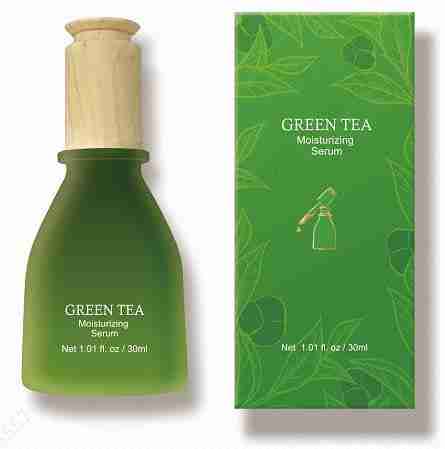 GREEN TEA
Moisturizing
Serum
Net 1.01 fl. oz / 30ml
GREEN TEA
Moisturizing
Serum
Net 1.01 fl. oz / 30ml